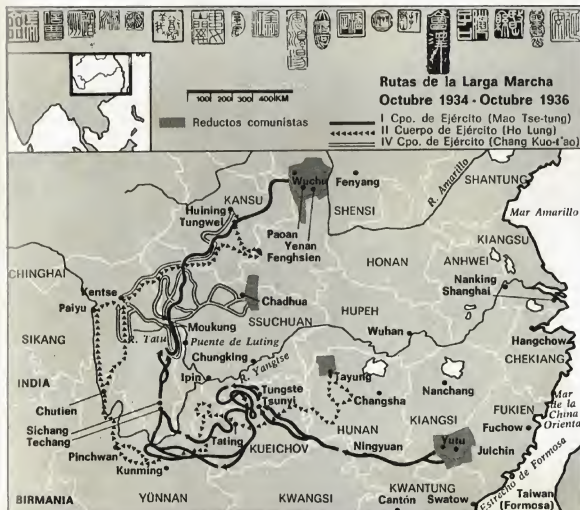 Rutas de la Larga Marcha
Octubre 1934 - Octubre 1936
100 200 300 400KM
Reductos comunistas
I Cpo. de Ejército (Mao Tse-tung)
II Cuerpo de Ejército (Ho Lung)
IV Cpo. de Ejército (Chang Kuo-t'ao)
Wuchu
Fenyang
R. Amarillo
SHANTUNG
KANSU
SHENSI
Huining
Tungwei
Mar Amarillo
Paoan
Yenan
Fenghsien
KIANGSU
HONAN
ANHWEI
CHINGHAI
Nanking
Shanghai
Kentse
Paiyu
Chadhua
SSUCHUAN
HUPEH
R. Tatu
Moukung
Puente de Luting
Wuhan
SIKANG
Chungking
R. Yangtse
Hangchow
CHEKIANG
INDIA
Ipin
Tayung
Tungste
Tsunyi
Changsha
Nanchang
Mar
de la
China
Oriental
Chutien
Sichang
Techang
Tating
HUNAN
KIANGSI
FUKIEN
Fuchow
Pinchwan
KUEICHOV
Ningyuan
Yutu
Juichin
Kunming
Estrecho de Formosa
BIRMANIA
YÜNNAN
KWANGSI
KWANTUNG
Cantón
Swatow
Taiwan
(Formosa)